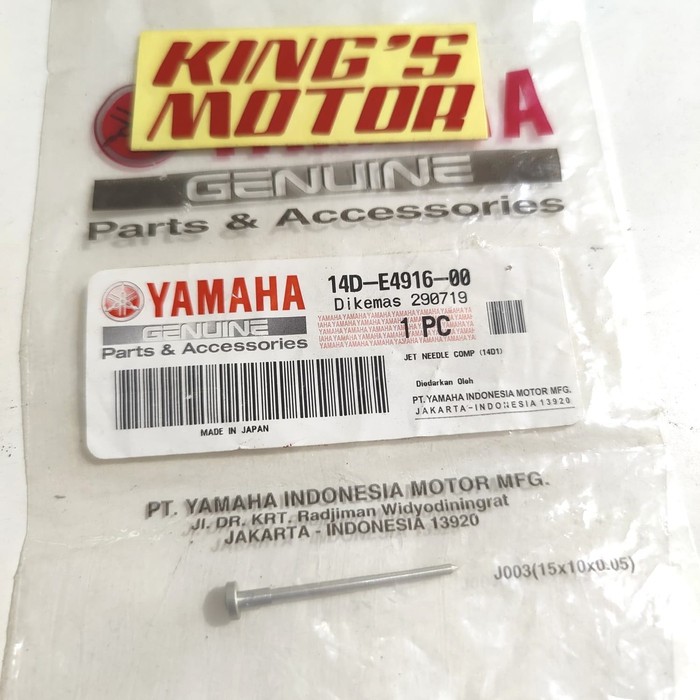 KING'S
MOTOR
YAMAHA
GENUINE
Parts & Accessories
YAMAHA
GENUINE
Parts & Accessories
14D-E4916-00
Dikemas 290719
1 PC
JET NEEDLE COMP (14D1)
MADE IN JAPAN
Diedarkan Oleh
PT. YAMAHA INDONESIA MOTOR MFG.
JAKARTA-INDONESIA 13920
PT. YAMAHA INDONESIA MOTOR MFG.
Jl. DR. KRT. Radjiman Widyodiningrat
JAKARTA - INDONESIA 13920
J003(15x10x0.05)